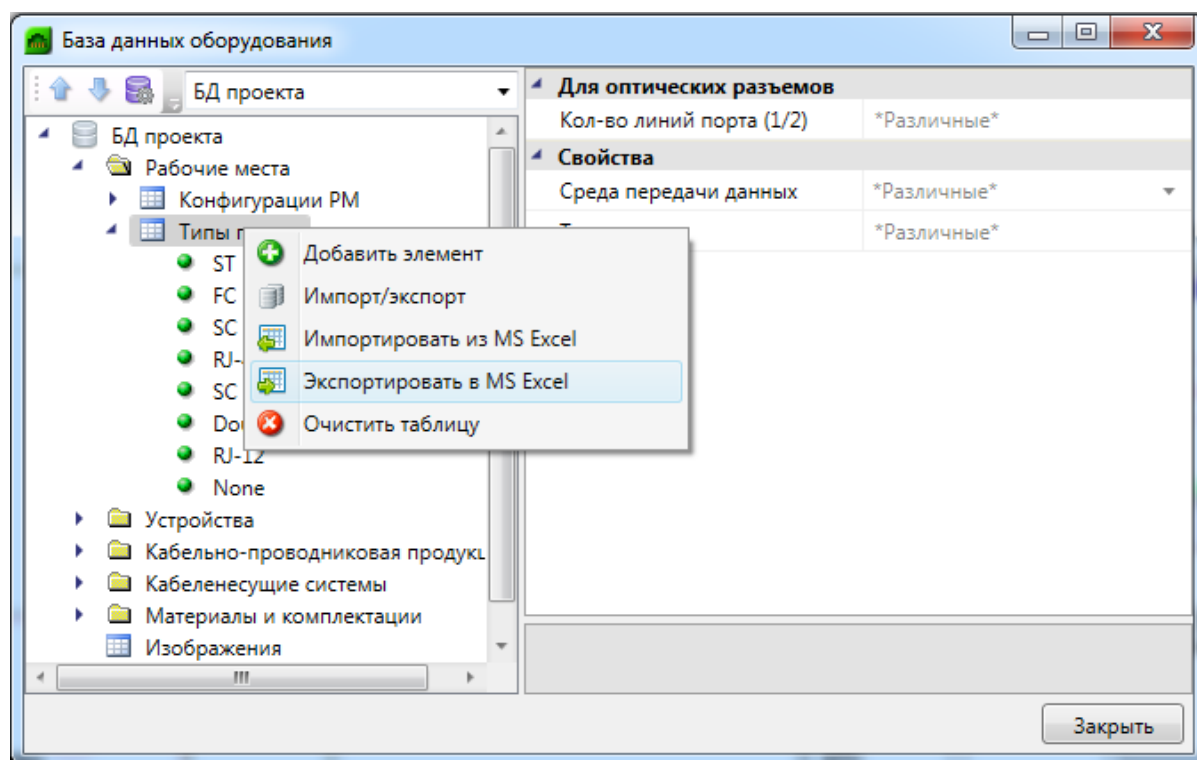 База данных оборудования
БД проекта
БД проекта
Рабочие места
Конфигурации РМ
Типы
ST
FC
SC
RJ-
SC
RJ-12
None
Устройства
Кабельно-проводниковая
Кабеленесущие системы
Материалы и комплектации
Изображения
Добавить элемент
Импорт/экспорт
Импортировать из MS Excel
Экспортировать в MS Excel
Очистить таблицу
Для оптических разъемов
Кол-во линий порта (1/2) *Различные*
Свойства
Среда передачи данных *Различные*
*Различные*
Закрыть